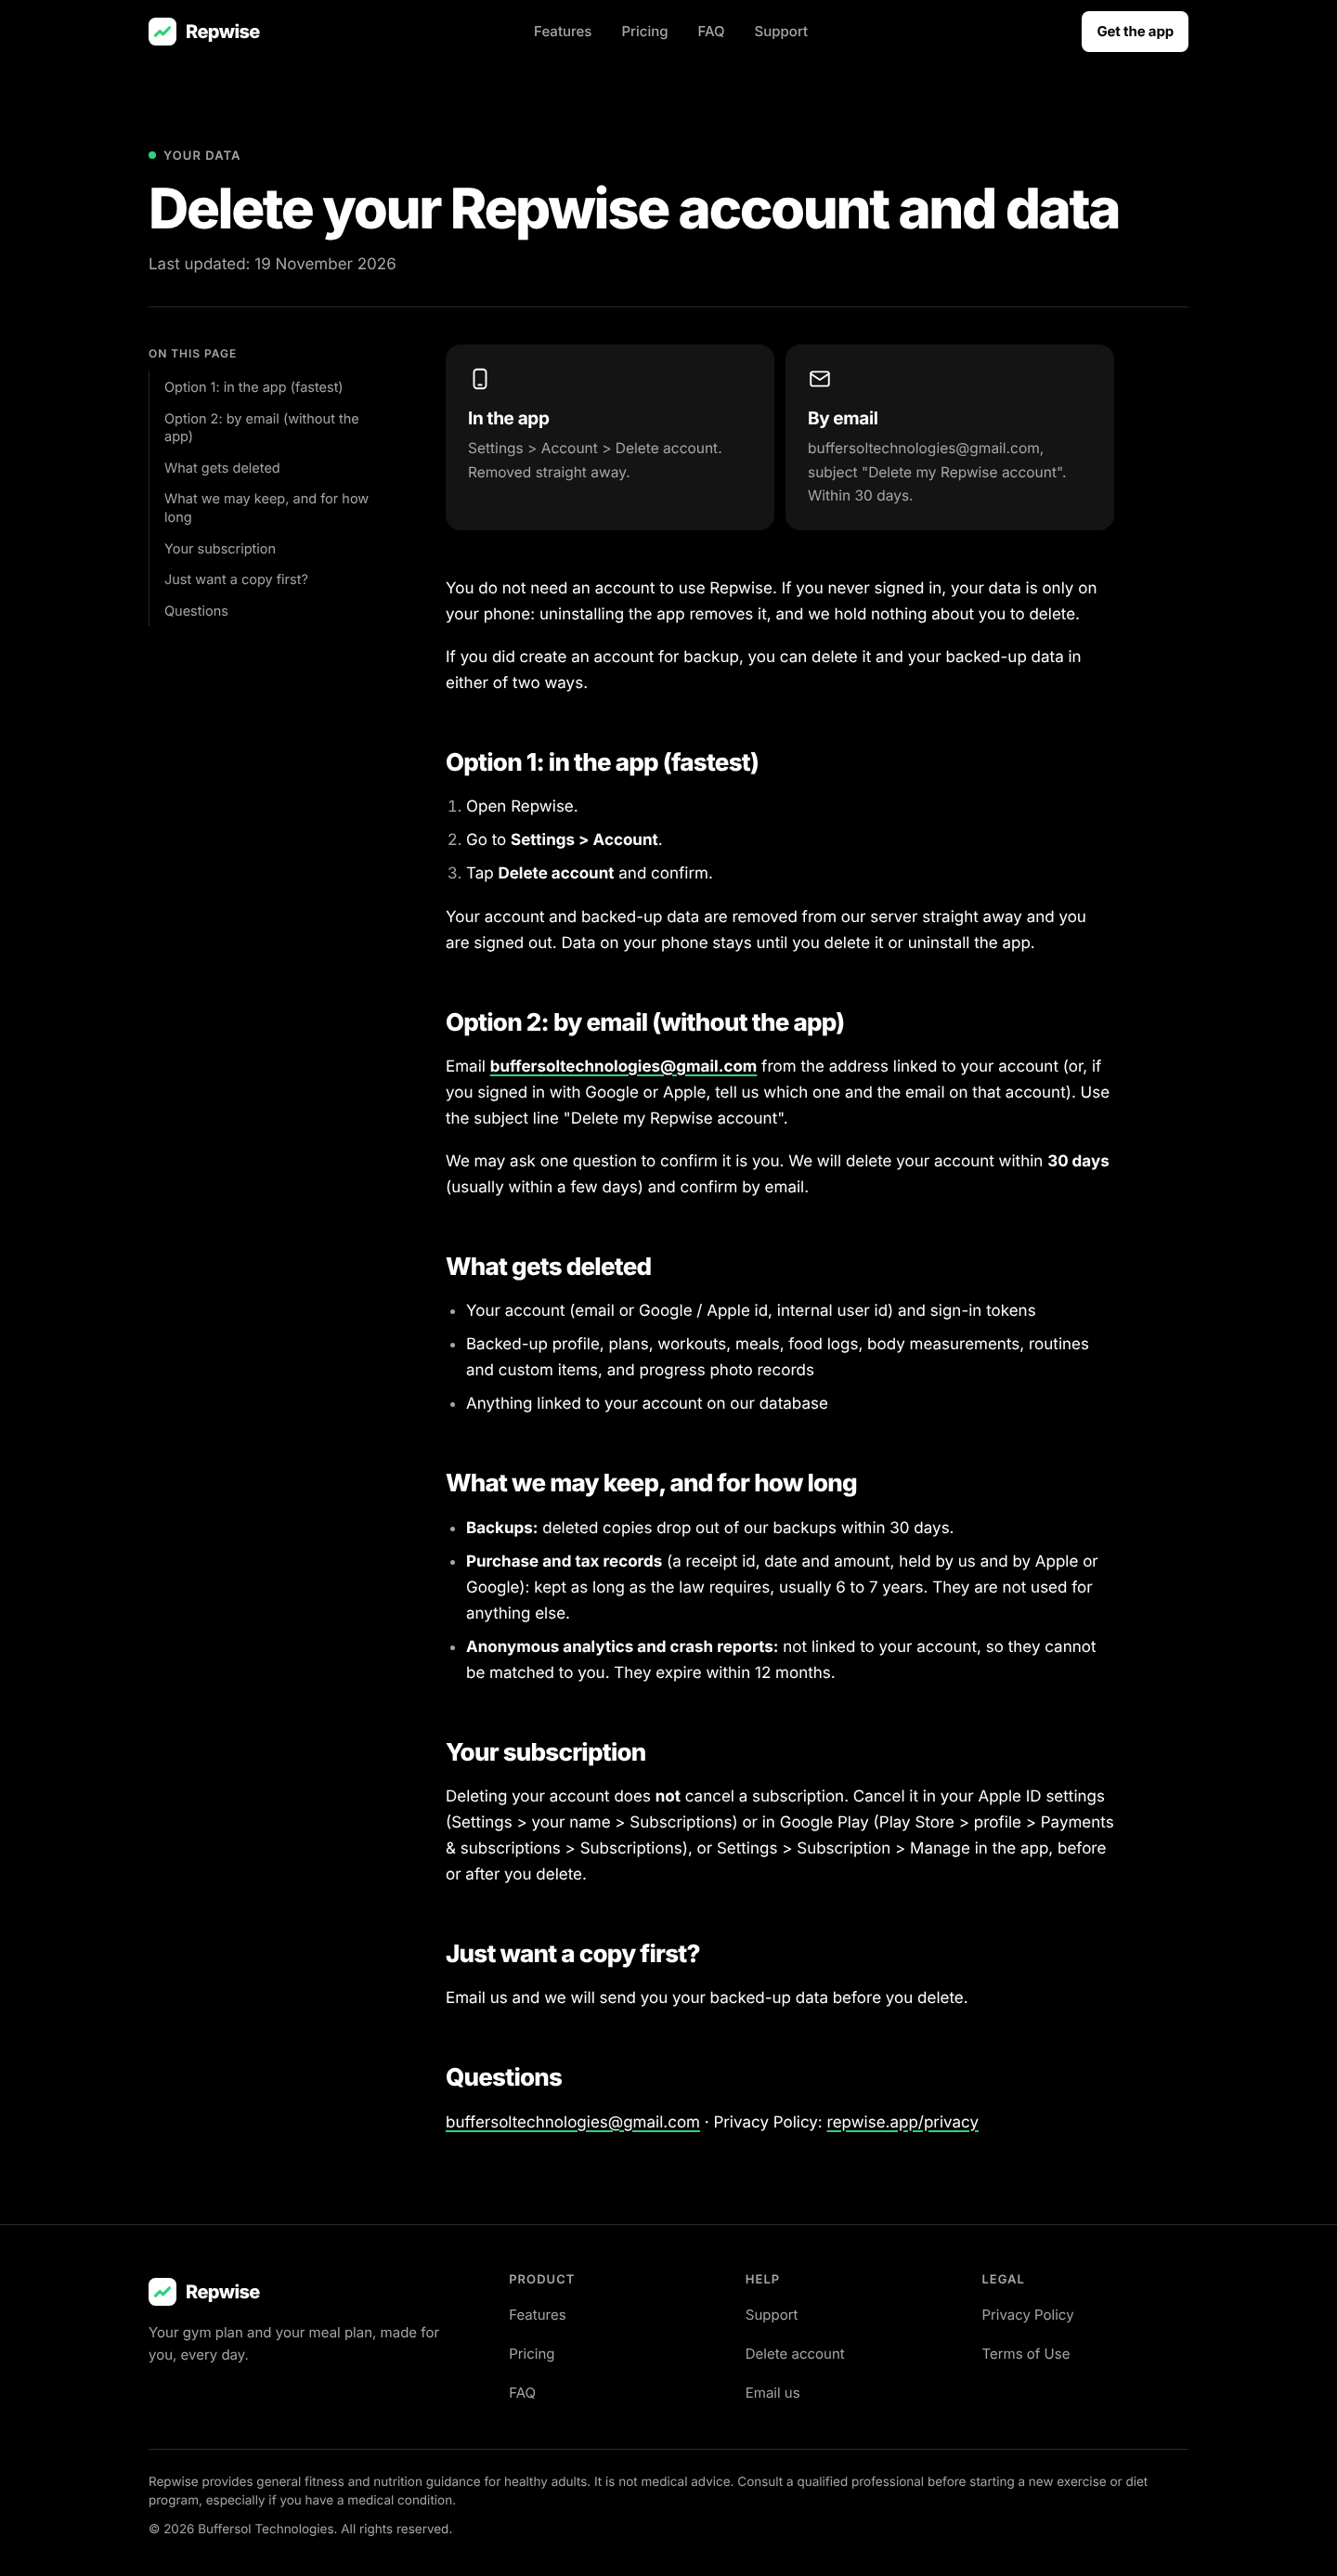 Repwise
Features
Pricing
FAQ
Support
Get the app
YOUR DATA
Delete your Repwise account and data
Last updated: 19 November 2026
ON THIS PAGE
Option 1: in the app (fastest)
Option 2: by email (without the
app)
What gets deleted
What we may keep, and for how
long
Your subscription
Just want a copy first?
Questions
In the app
Settings > Account > Delete account.
Removed straight away.
By email
buffersoltechnologies@gmail.com,
subject "Delete my Repwise account".
Within 30 days.
You do not need an account to use Repwise. If you never signed in, your data is only on
your phone: uninstalling the app removes it, and we hold nothing about you to delete.
If you did create an account for backup, you can delete it and your backed-up data in
either of two ways.
Option 1: in the app (fastest)
1. Open Repwise.
2. Go to Settings > Account.
3. Tap Delete account and confirm.
Your account and backed-up data are removed from our server straight away and you
are signed out. Data on your phone stays until you delete it or uninstall the app.
Option 2: by email (without the app)
Email buffersoltechnologies@gmail.com from the address linked to your account (or, if
you signed in with Google or Apple, tell us which one and the email on that account). Use
the subject line "Delete my Repwise account".
We may ask one question to confirm it is you. We will delete your account within 30 days
(usually within a few days) and confirm by email.
What gets deleted
• Your account (email or Google / Apple id, internal user id) and sign-in tokens
• Backed-up profile, plans, workouts, meals, food logs, body measurements, routines
and custom items, and progress photo records
• Anything linked to your account on our database
What we may keep, and for how long
• Backups: deleted copies drop out of our backups within 30 days.
• Purchase and tax records (a receipt id, date and amount, held by us and by Apple or
Google): kept as long as the law requires, usually 6 to 7 years. They are not used for
anything else.
• Anonymous analytics and crash reports: not linked to your account, so they cannot
be matched to you. They expire within 12 months.
Your subscription
Deleting your account does not cancel a subscription. Cancel it in your Apple ID settings
(Settings > your name > Subscriptions) or in Google Play (Play Store > profile > Payments
& subscriptions > Subscriptions), or Settings > Subscription > Manage in the app, before
or after you delete.
Just want a copy first?
Email us and we will send you your backed-up data before you delete.
Questions
buffersoltechnologies@gmail.com · Privacy Policy: repwise.app/privacy
Repwise
Your gym plan and your meal plan, made for
you, every day.
PRODUCT
Features
Pricing
FAQ
HELP
Support
Delete account
Email us
LEGAL
Privacy Policy
Terms of Use
Repwise provides general fitness and nutrition guidance for healthy adults. It is not medical advice. Consult a qualified professional before starting a new exercise or diet
program, especially if you have a medical condition.
© 2026 Buffersol Technologies. All rights reserved.